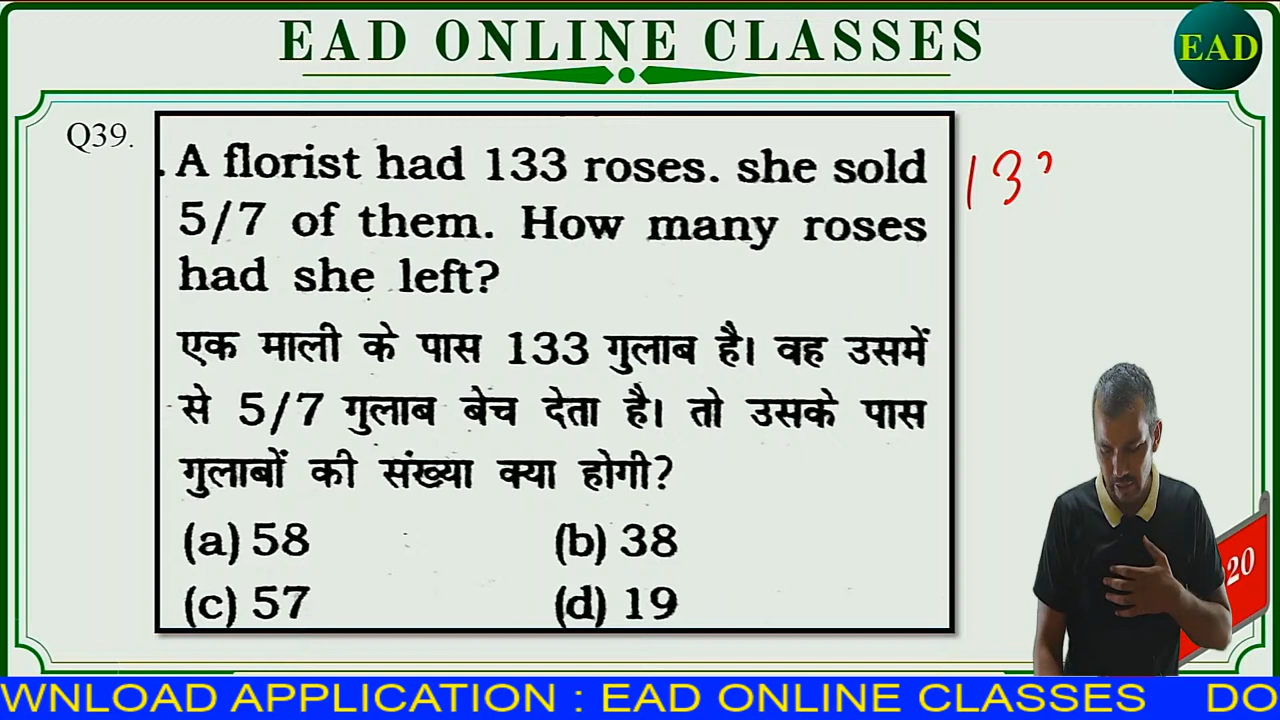 EAD ONLINE CLASSES
EAD
Q39.
A florist had 133 roses. she sold
5/7 of them. How many roses
had she left?
एक माली के पास 133 गुलाब है। वह उसमें
से 5/7 गुलाब बेच देता है। तो उसके पास
गुलाबों की संख्या क्या होगी?
(a) 58 (b) 38
(c) 57 (d) 19
13
20
WNLOAD APPLICATION : EAD ONLINE CLASSES DO